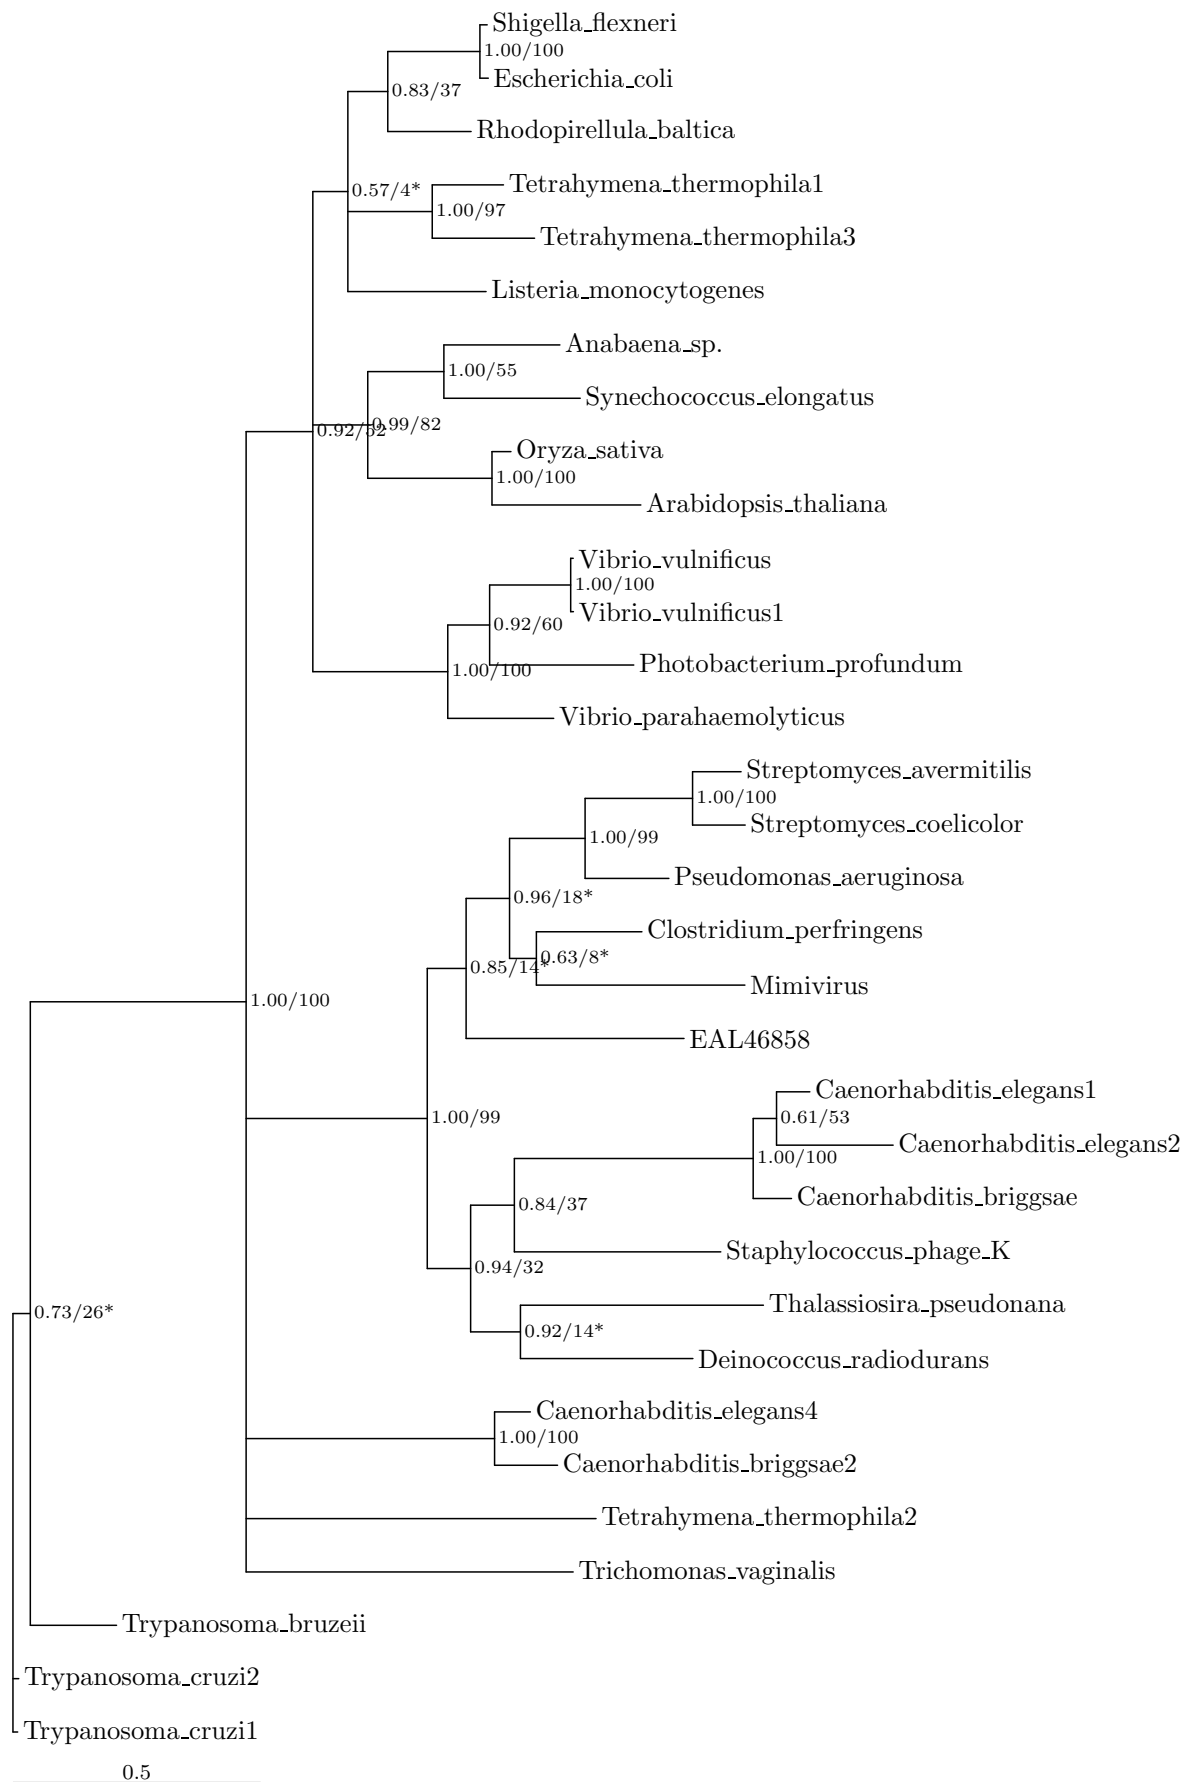 Shigella_flexneri
1.00/100
Escherichia_coli
0.83/37
Rhodopirellula_baltica
Tetrahymena_thermophila1
0.57/4*
1.00/97
Tetrahymena_thermophila3
Listeria_monocytogenes
Anabaena_sp.
1.00/55
Synechococcus_elongatus
0.92/52
0.99/82
Oryza_sativa
1.00/100
Arabidopsis_thaliana
Vibrio_vulnificus
1.00/100
Vibrio_vulnificus1
0.92/60
Photobacterium_profundum
1.00/100
Vibrio_parahaemolyticus
Streptomyces_avermitilis
1.00/100
Streptomyces_coelicolor
1.00/99
Pseudomonas_aeruginosa
0.96/18*
Clostridium_perfringens
0.63/8*
0.85/14*
Mimivirus
1.00/100
EAL46858
Caenorhabditis_elegans1
0.61/53
1.00/99
Caenorhabditis_elegans2
1.00/100
Caenorhabditis_briggsae
0.84/37
Staphylococcus_phage_K
0.94/32
Thalassiosira_pseudonana
0.73/26*
0.92/14*
Deinococcus_radiodurans
Caenorhabditis_elegans4
1.00/100
Caenorhabditis_briggsae2
Tetrahymena_thermophila2
Trichomonas_vaginalis
Trypanosoma_bruzeii
Trypanosoma_cruzi2
Trypanosoma_cruzi1
0.5